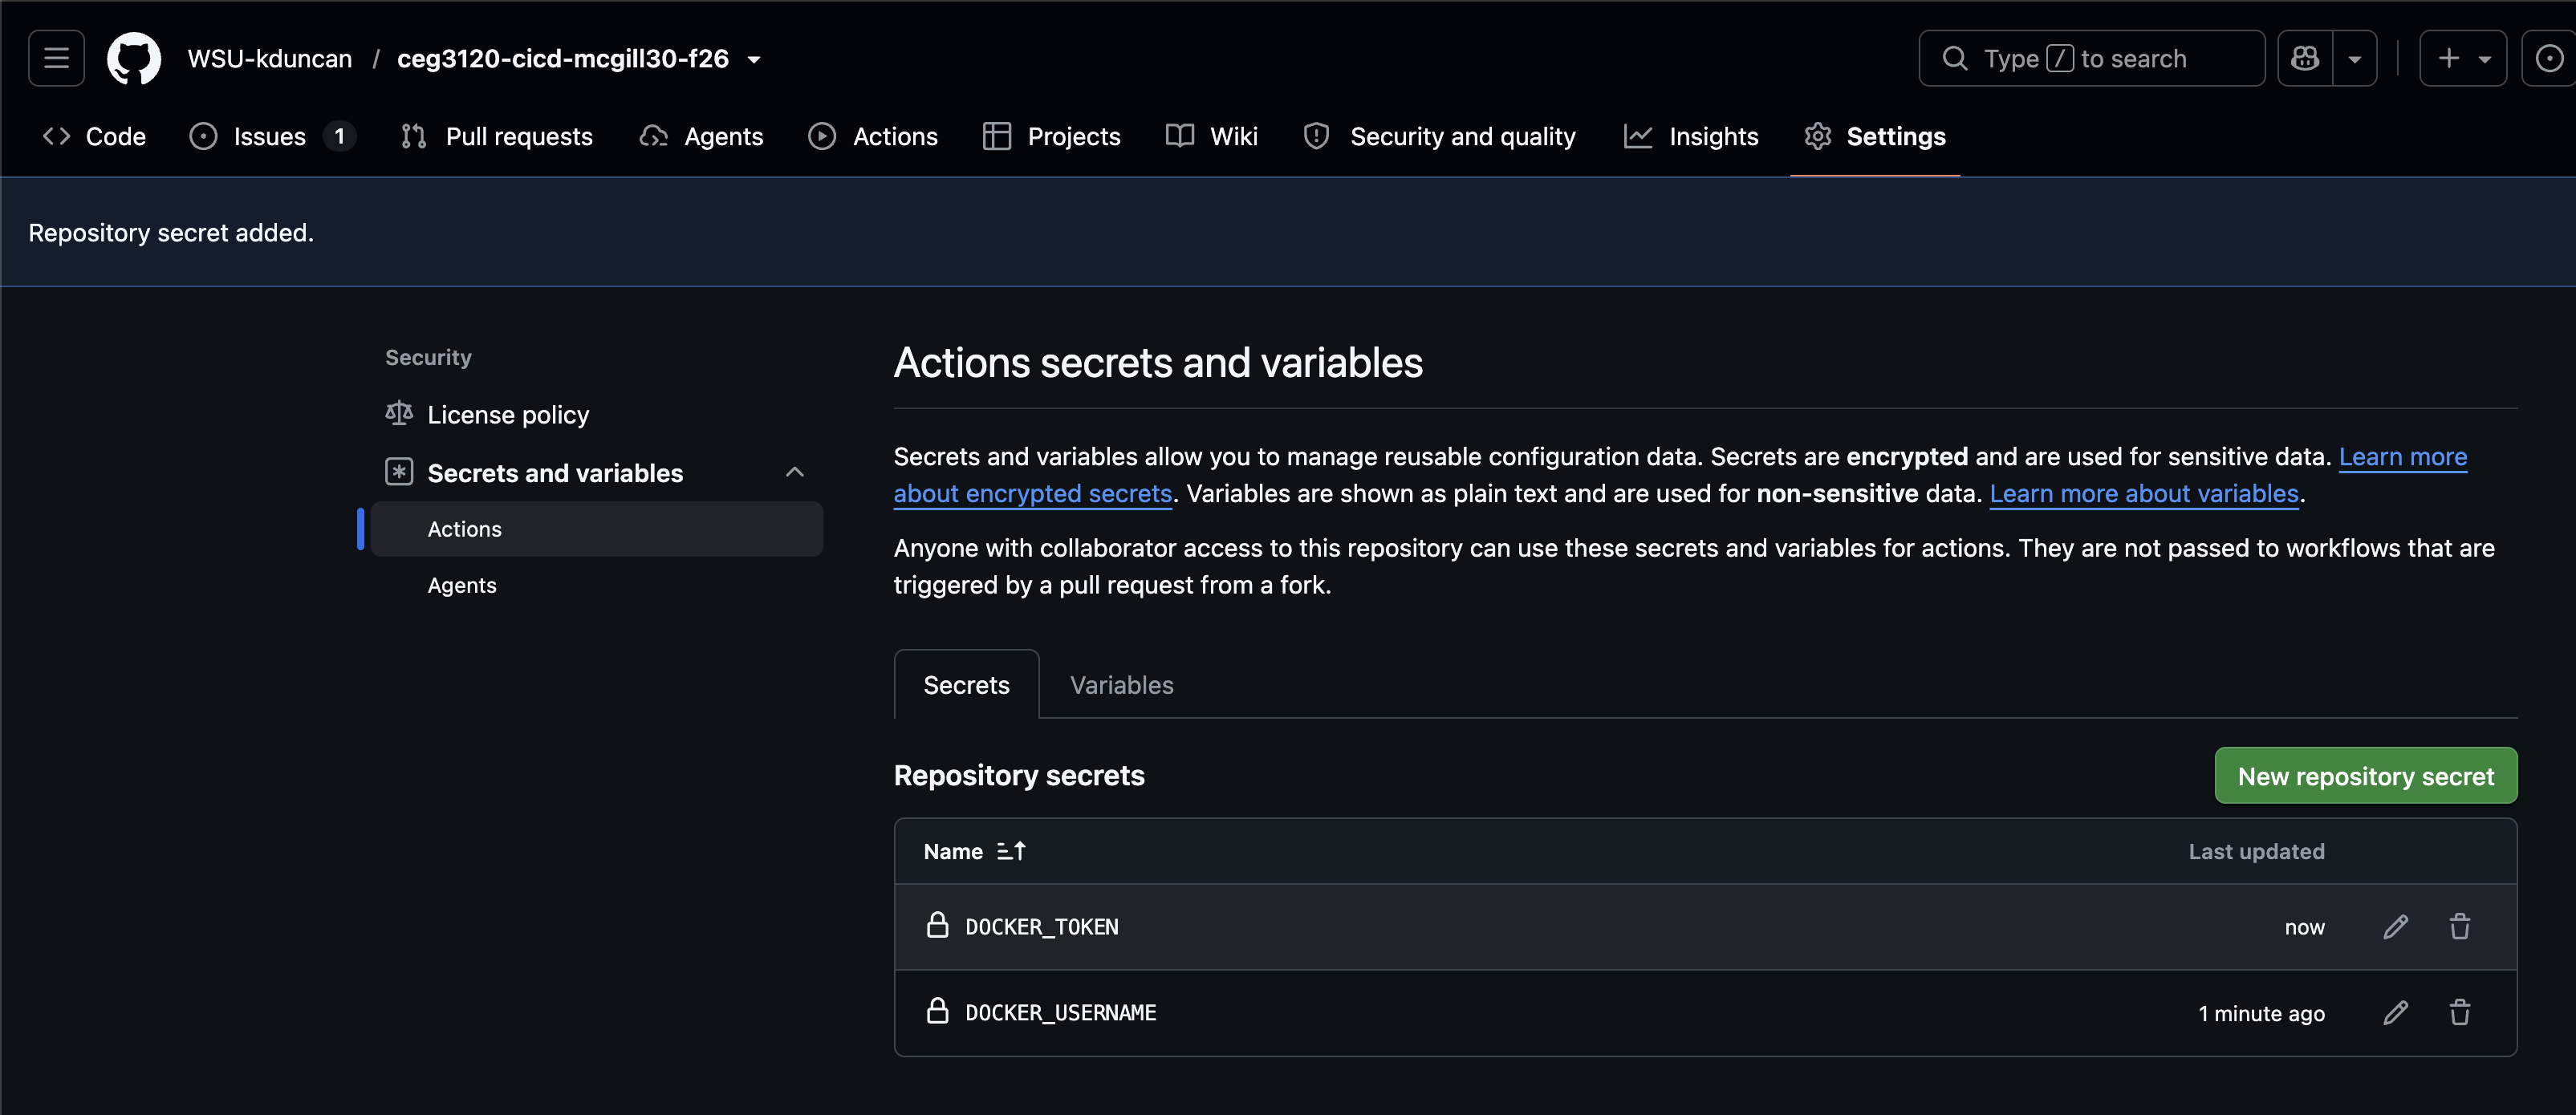 WSU-kduncan / ceg3120-cicd-mcgill30-f26
Type / to search
Code
Issues 1
Pull requests
Agents
Actions
Projects
Wiki
Security and quality
Insights
Settings
Repository secret added.
Security
License policy
Secrets and variables
Actions
Agents
Actions secrets and variables
Secrets and variables allow you to manage reusable configuration data. Secrets are encrypted and are used for sensitive data. Learn more
about encrypted secrets. Variables are shown as plain text and are used for non-sensitive data. Learn more about variables.
Anyone with collaborator access to this repository can use these secrets and variables for actions. They are not passed to workflows that are
triggered by a pull request from a fork.
Secrets
Variables
Repository secrets
New repository secret
Name
Last updated
DOCKER_TOKEN
now
DOCKER_USERNAME
1 minute ago